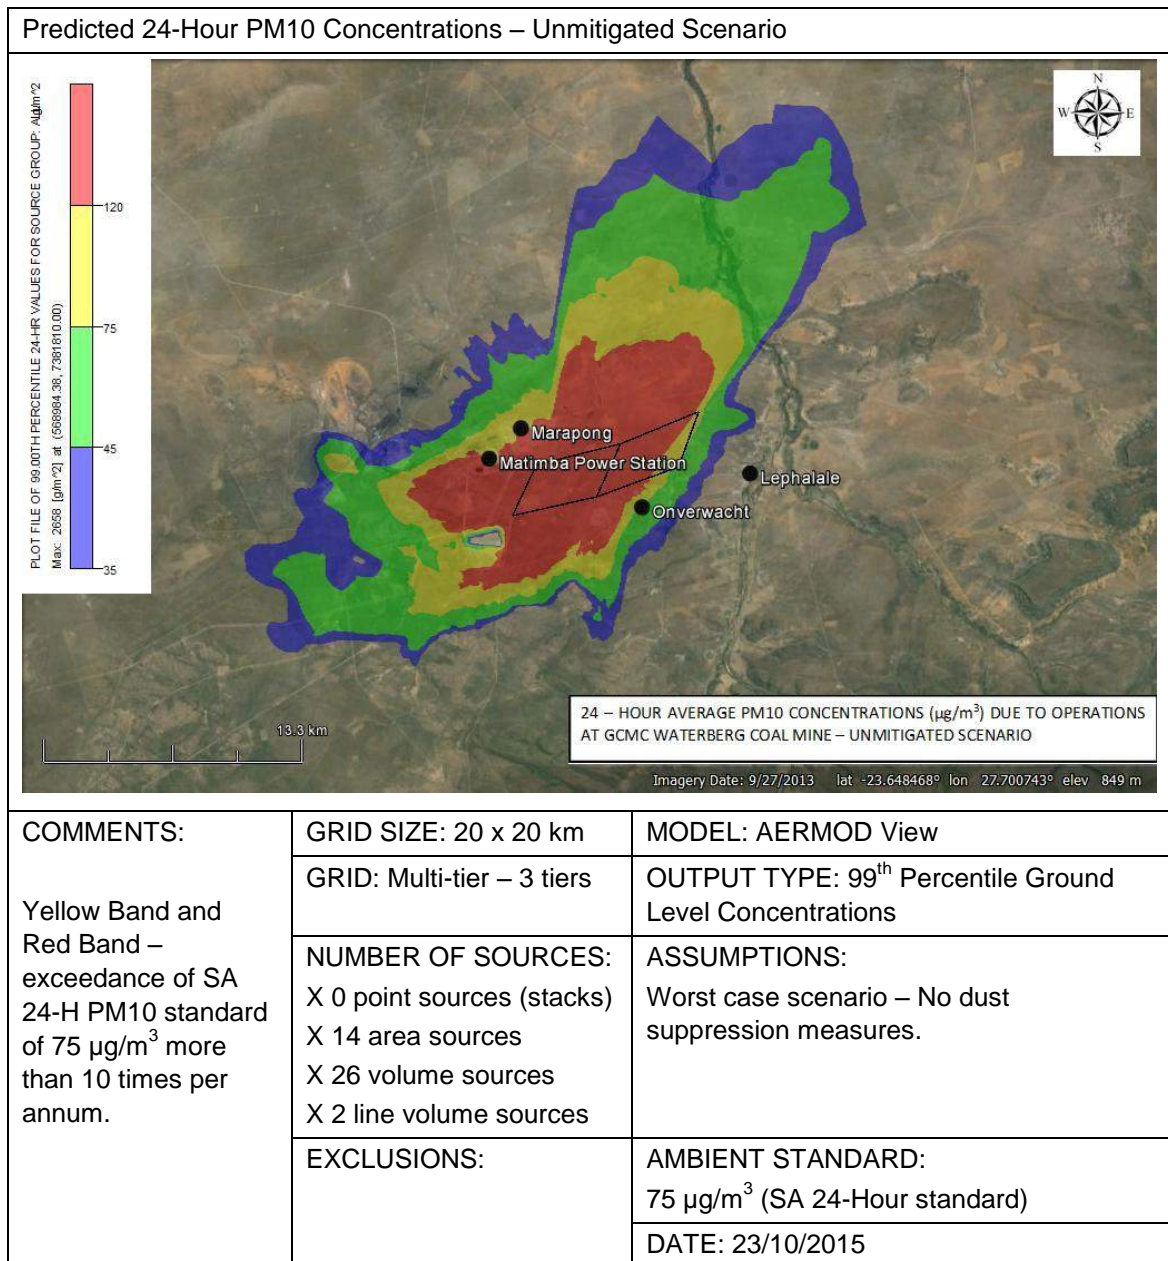 Predicted 24-Hour PM10 Concentrations – Unmitigated Scenario
PLOT FILE OF 99.00TH PERCENTILE 24-HR VALUES FOR SOURCE GROUP:
Max: 2658 [g/m^2] at (568984.38, 7381810.00)
120
75
45
35
N
W E
S
Marapong
Matimba Power Station
Lephalale
Onverwacht
13.3 km
24 – HOUR AVERAGE PM10 CONCENTRATIONS (µg/m³) DUE TO OPERATIONS
AT GCMC WATERBERG COAL MINE – UNMITIGATED SCENARIO
Imagery Date: 9/27/2013 lat -23.648468° lon 27.700743° elev 849 m
COMMENTS:
Yellow Band and
Red Band –
exceedance of SA
24-H PM10 standard
of 75 µg/m³ more
than 10 times per
annum.
GRID SIZE: 20 x 20 km
MODEL: AERMOD View
GRID: Multi-tier – 3 tiers
OUTPUT TYPE: 99th Percentile Ground
Level Concentrations
NUMBER OF SOURCES:
X 0 point sources (stacks)
X 14 area sources
X 26 volume sources
X 2 line volume sources
ASSUMPTIONS:
Worst case scenario – No dust
suppression measures.
EXCLUSIONS:
AMBIENT STANDARD:
75 µg/m³ (SA 24-Hour standard)
DATE: 23/10/2015